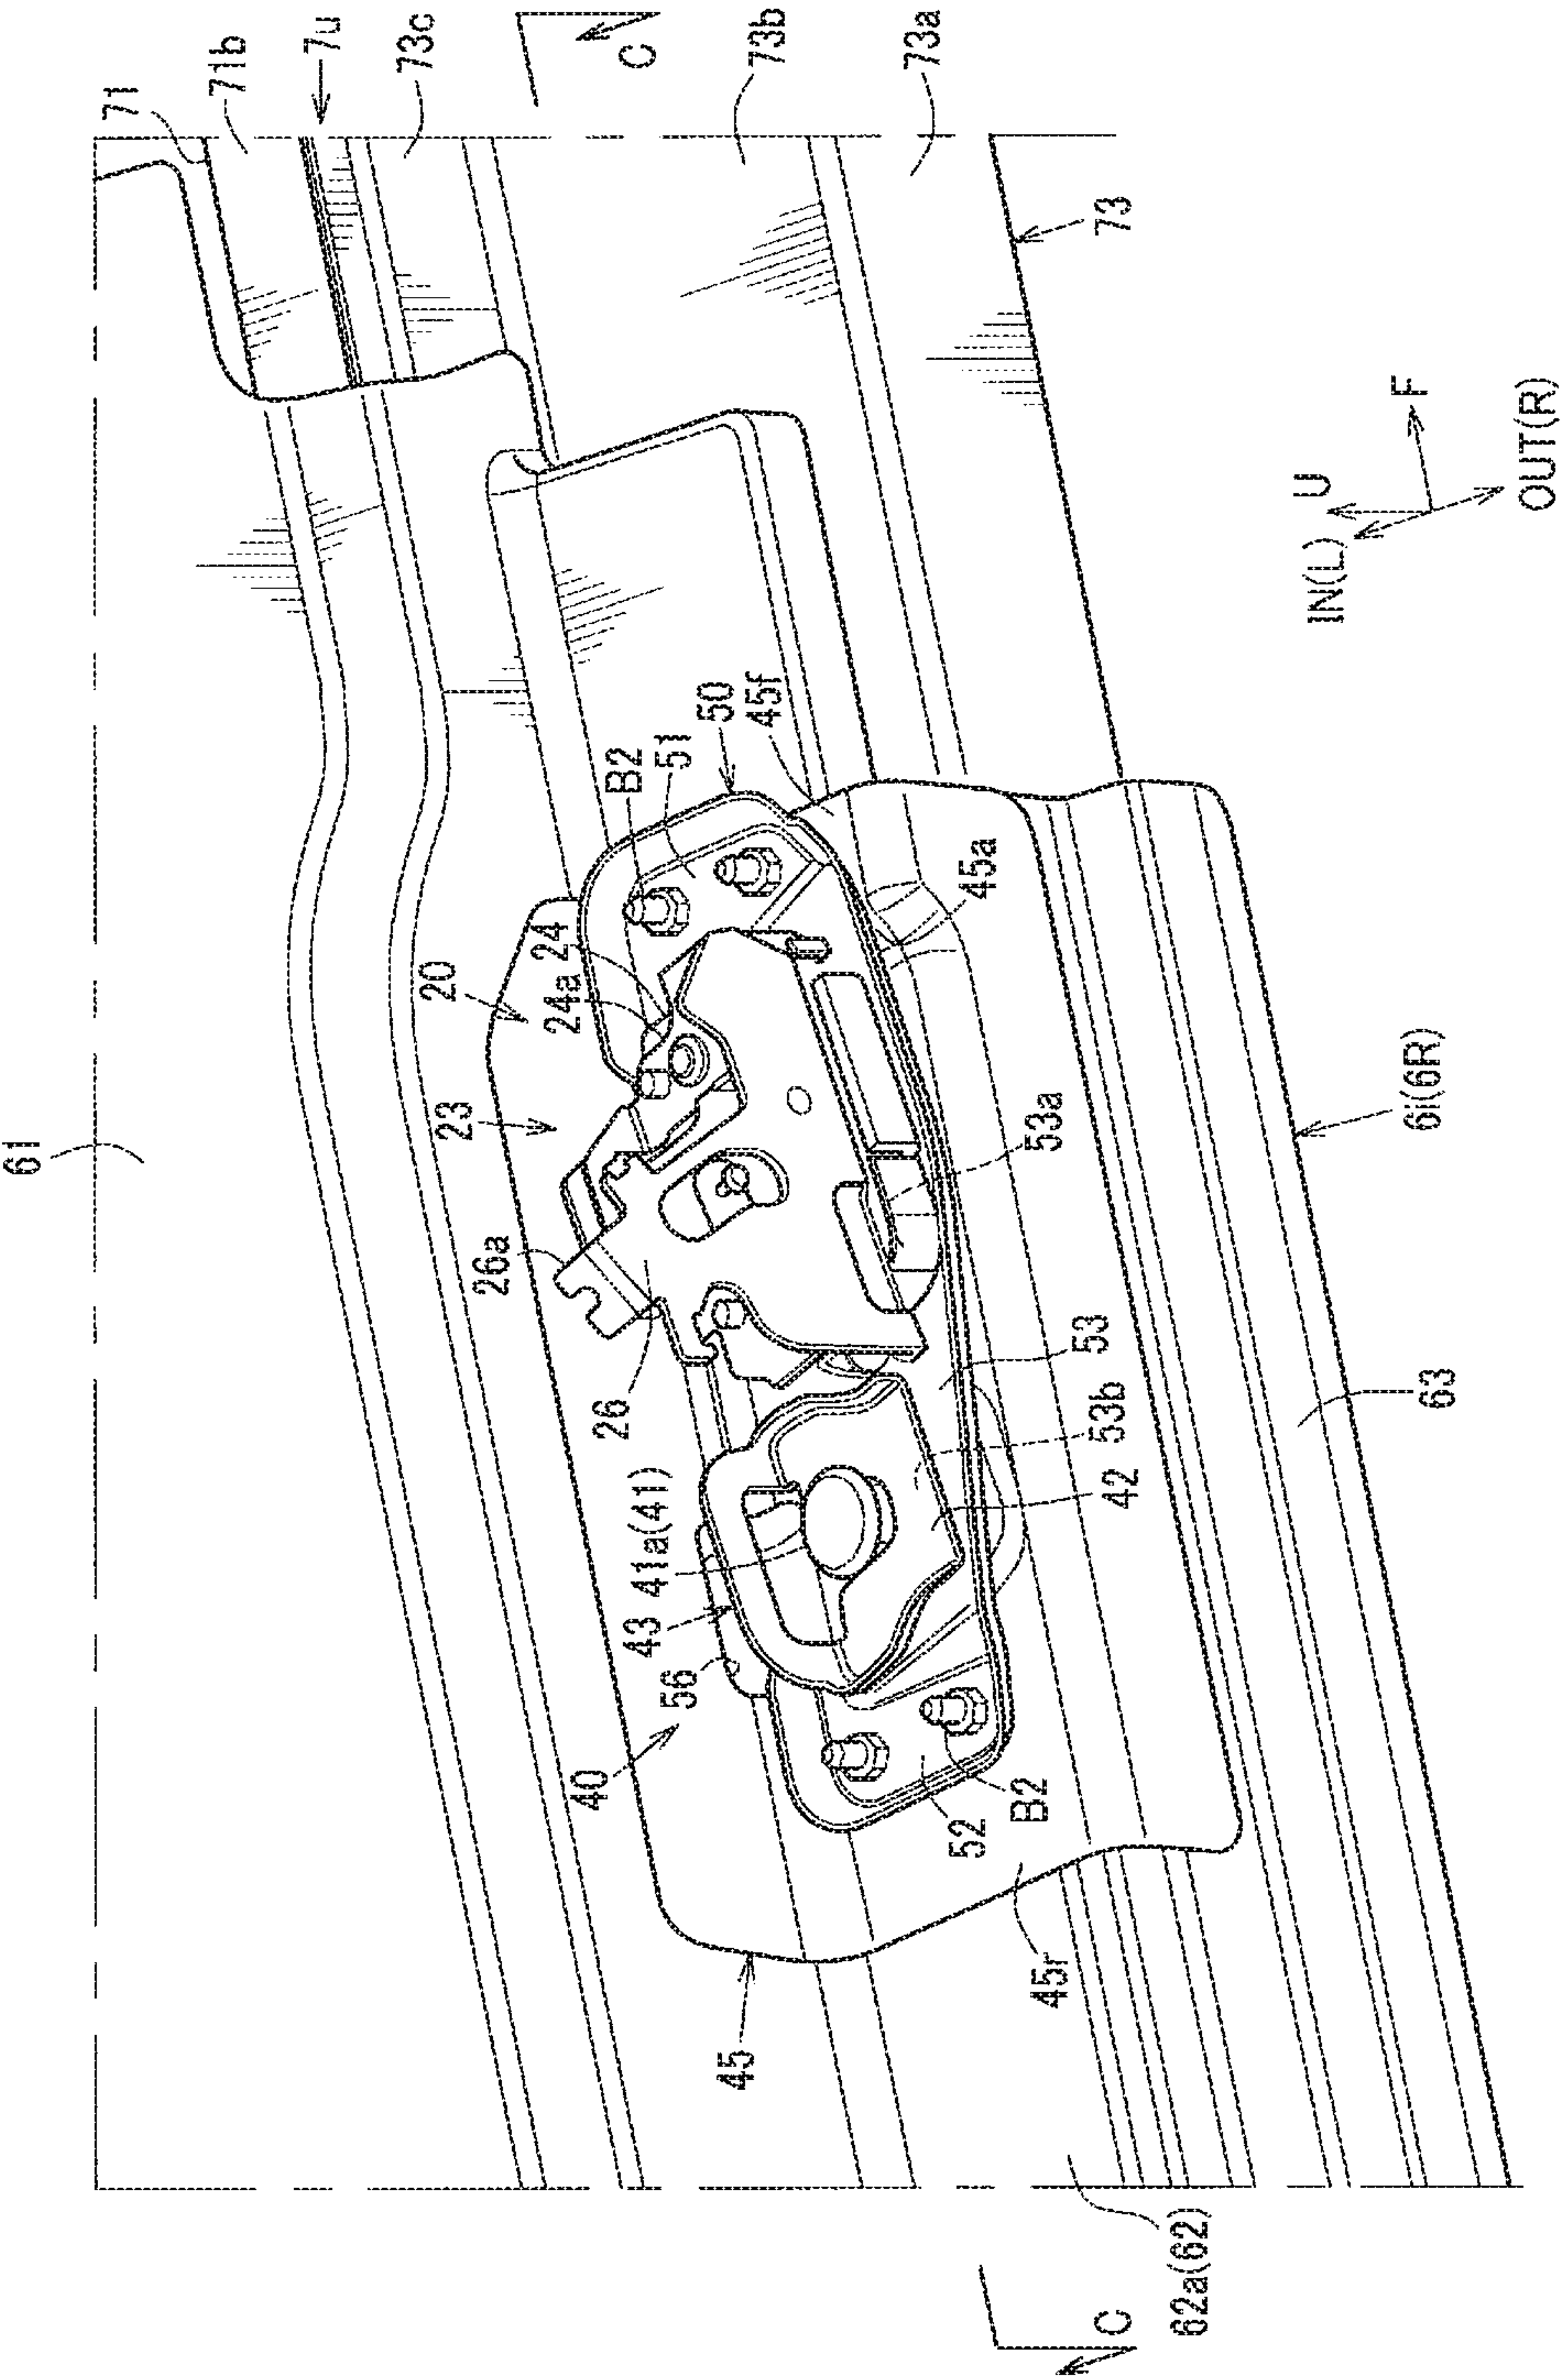 61
71
71b
7u
73c
C
73b
73a
73
20
23
24
24a
B2
51
50
45f
45a
26a
26
53a
53
53b
42
41a(41)
43
56
40
52
B2
45
45r
6i(6R)
63
62a(62)
C
IN(L)
U
F
OUT(R)